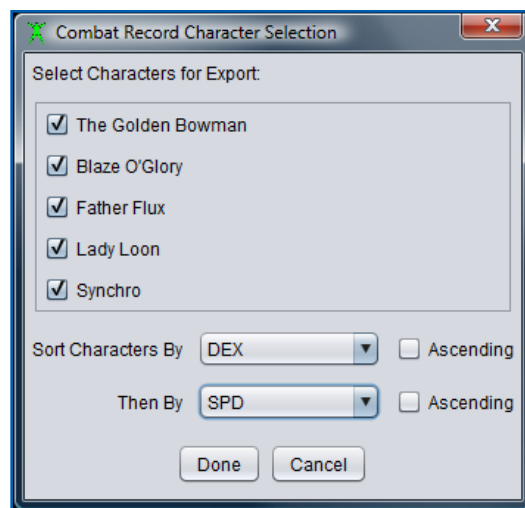 Combat Record Character Selection
Select Characters for Export:
The Golden Bowman
Blaze O'Glory
Father Flux
Lady Loon
Synchro
Sort Characters By DEX Ascending
Then By SPD Ascending
Done Cancel